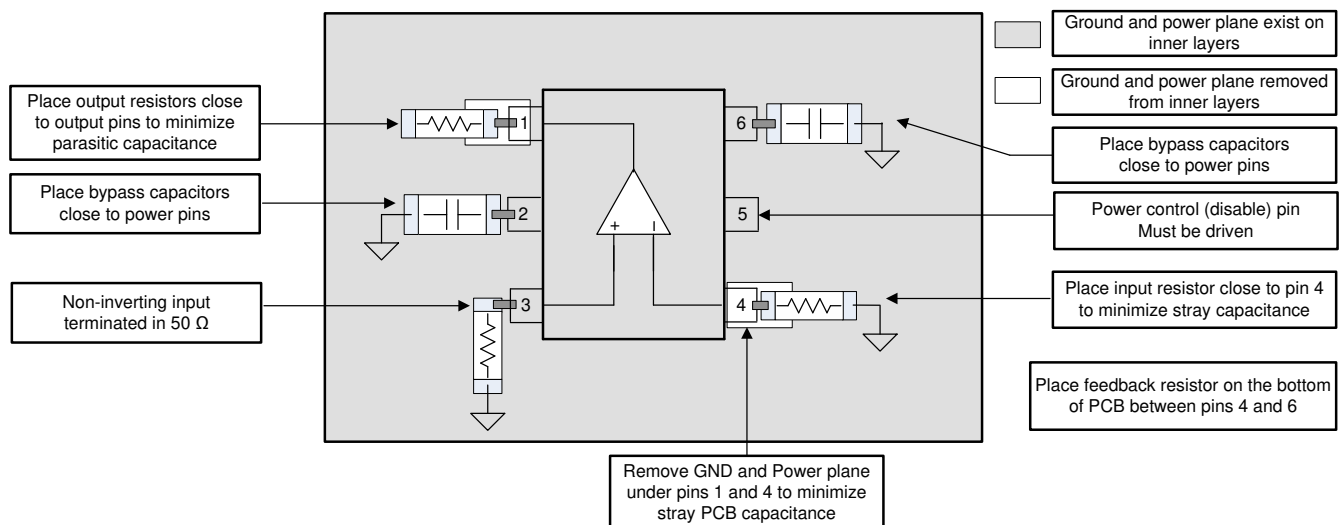 Ground and power plane exist on
inner layers
Ground and power plane removed
from inner layers
Place output resistors close
to output pins to minimize
parasitic capacitance
1
6
Place bypass capacitors
close to power pins
Place bypass capacitors
close to power pins
2
5
Power control (disable) pin
Must be driven
+
–
Non-inverting input
terminated in 50 Ω
3
4
Place input resistor close to pin 4
to minimize stray capacitance
Place feedback resistor on the bottom
of PCB between pins 4 and 6
Remove GND and Power plane
under pins 1 and 4 to minimize
stray PCB capacitance